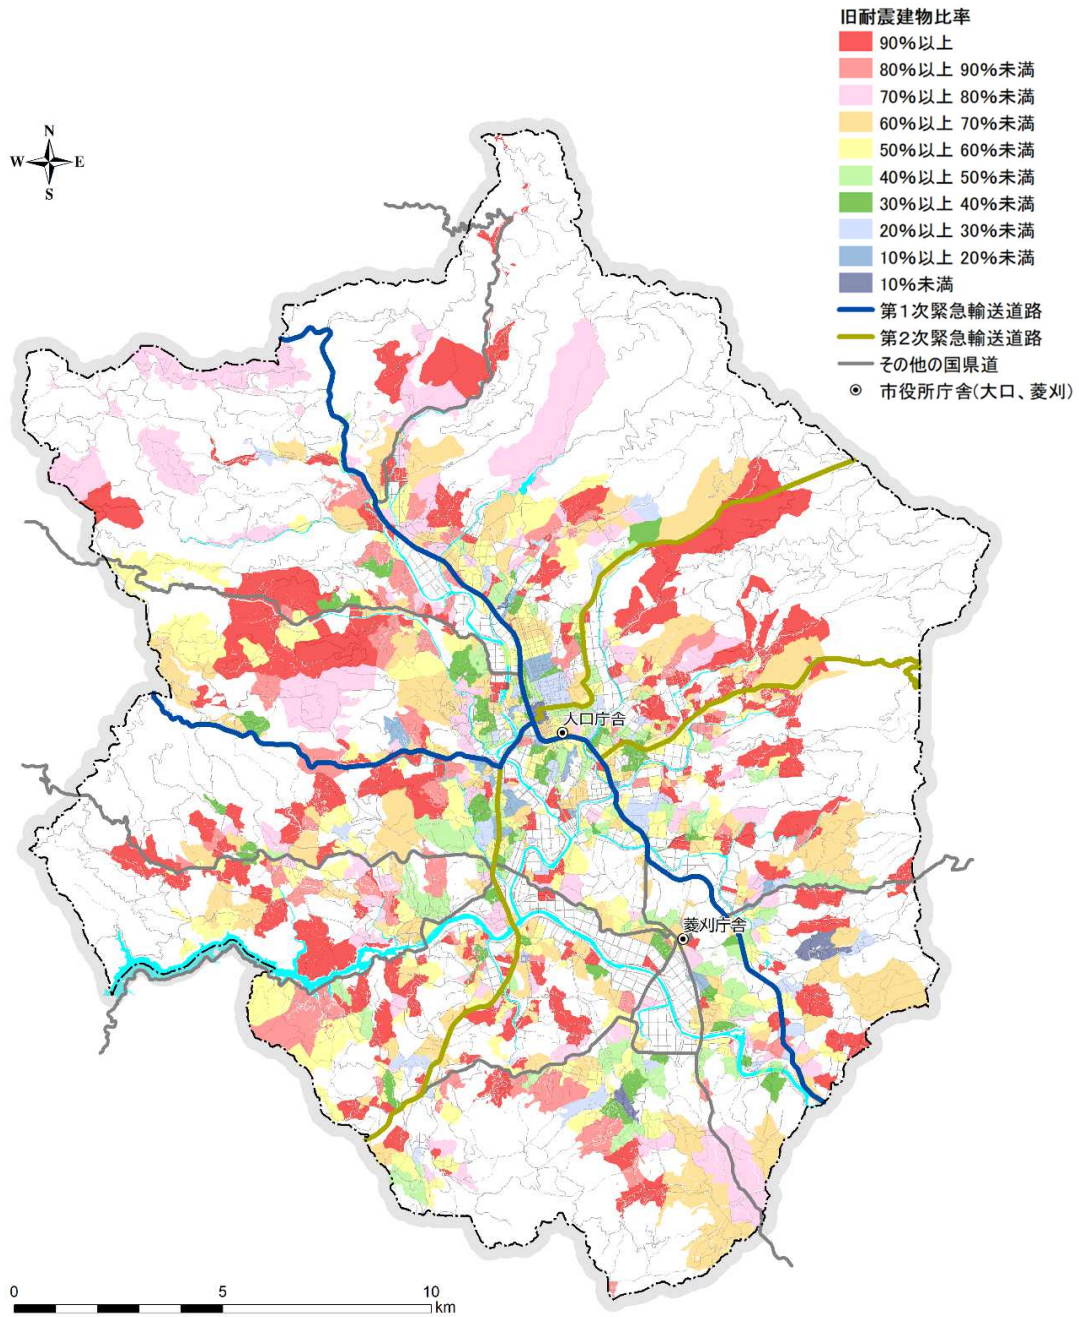 旧耐震建物比率
90％以上
80％以上 90％未満
70％以上 80％未満
60％以上 70％未満
50％以上 60％未満
40％以上 50％未満
30％以上 40％未満
20％以上 30％未満
10％以上 20％未満
10％未満
第１次緊急輸送道路
第２次緊急輸送道路
その他の国県道
市役所庁舎(大口、菱刈)
N
W E
S
大口庁舎
菱刈庁舎
0 5 10
km